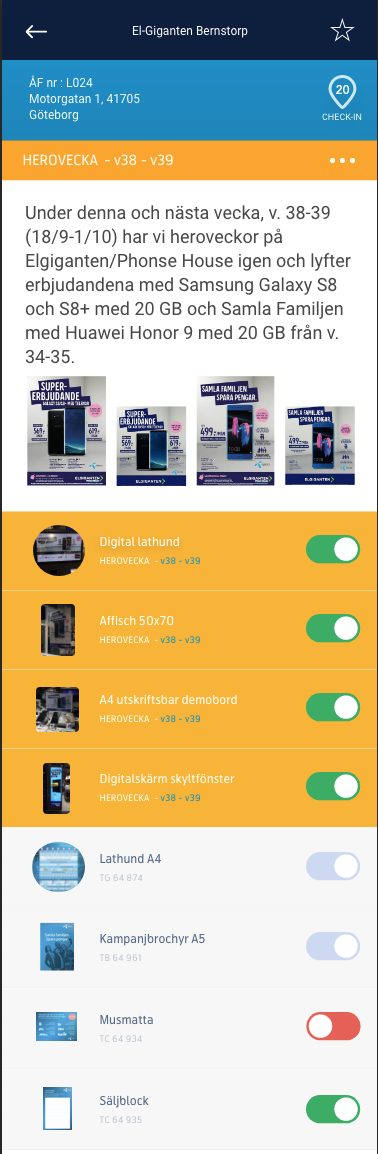 El-Giganten Bernstorp
ÅF nr : L024
Motorgatan 1, 41705
Göteborg
20
CHECK-IN
HEROVECKA - v38 - v39
Under denna och nästa vecka, v. 38-39
(18/9-1/10) har vi heroveckor på
Elgiganten/Phonse House igen och lyfter
erbjudandena med Samsung Galaxy S8
och S8+ med 20 GB och Samla Familjen
med Huawei Honor 9 med 20 GB från v.
34-35.
SUPER-
ERBJUDANDE
569:-
679:-
ELGIGANTEN
SUPER-
ERBJUDANDE
569:-
679:-
ELGIGANTEN
SAMLA FAMILJEN
SPARA PENGAR.
499:-
ELGIGANTEN
SAMLA FAMILJEN
SPARA PENGAR.
499:-
ELGIGANTEN
Digital lathund
HEROVECKA - v38 - v39
Affisch 50x70
HEROVECKA - v38 - v39
A4 utskriftsbar demobord
HEROVECKA - v38 - v39
Digitalskärm skyltfönster
HEROVECKA - v38 - v39
Lathund A4
TG 64 874
Kampanjbrochyr A5
TB 64 961
Musmatta
TC 64 934
Säljblock
TC 64 935